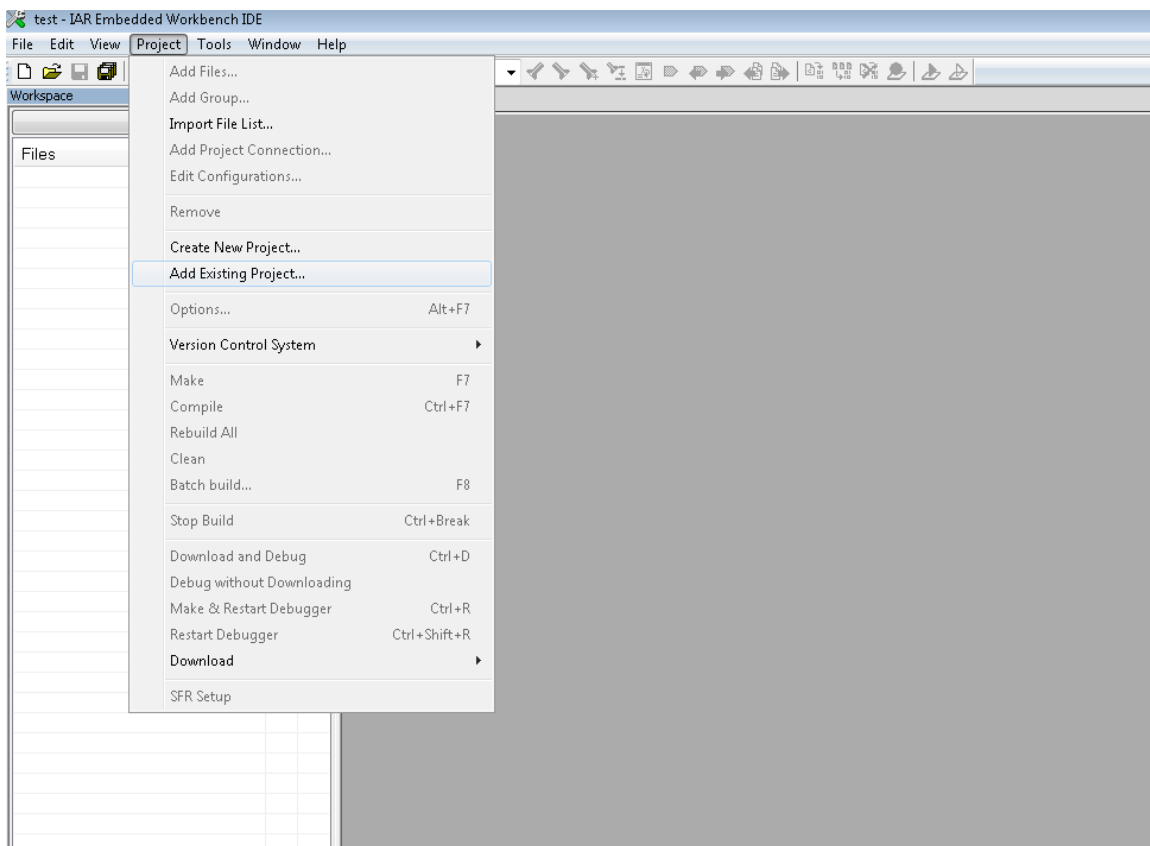 test - IAR Embedded Workbench IDE
File Edit View Project Tools Window Help
Workspace
Files
Add Files...
Add Group...
Import File List...
Add Project Connection...
Edit Configurations...
Remove
Create New Project...
Add Existing Project...
Options... Alt+F7
Version Control System
Make F7
Compile Ctrl+F7
Rebuild All
Clean
Batch build... F8
Stop Build Ctrl+Break
Download and Debug Ctrl+D
Debug without Downloading
Make & Restart Debugger Ctrl+R
Restart Debugger Ctrl+Shift+R
Download
SFR Setup